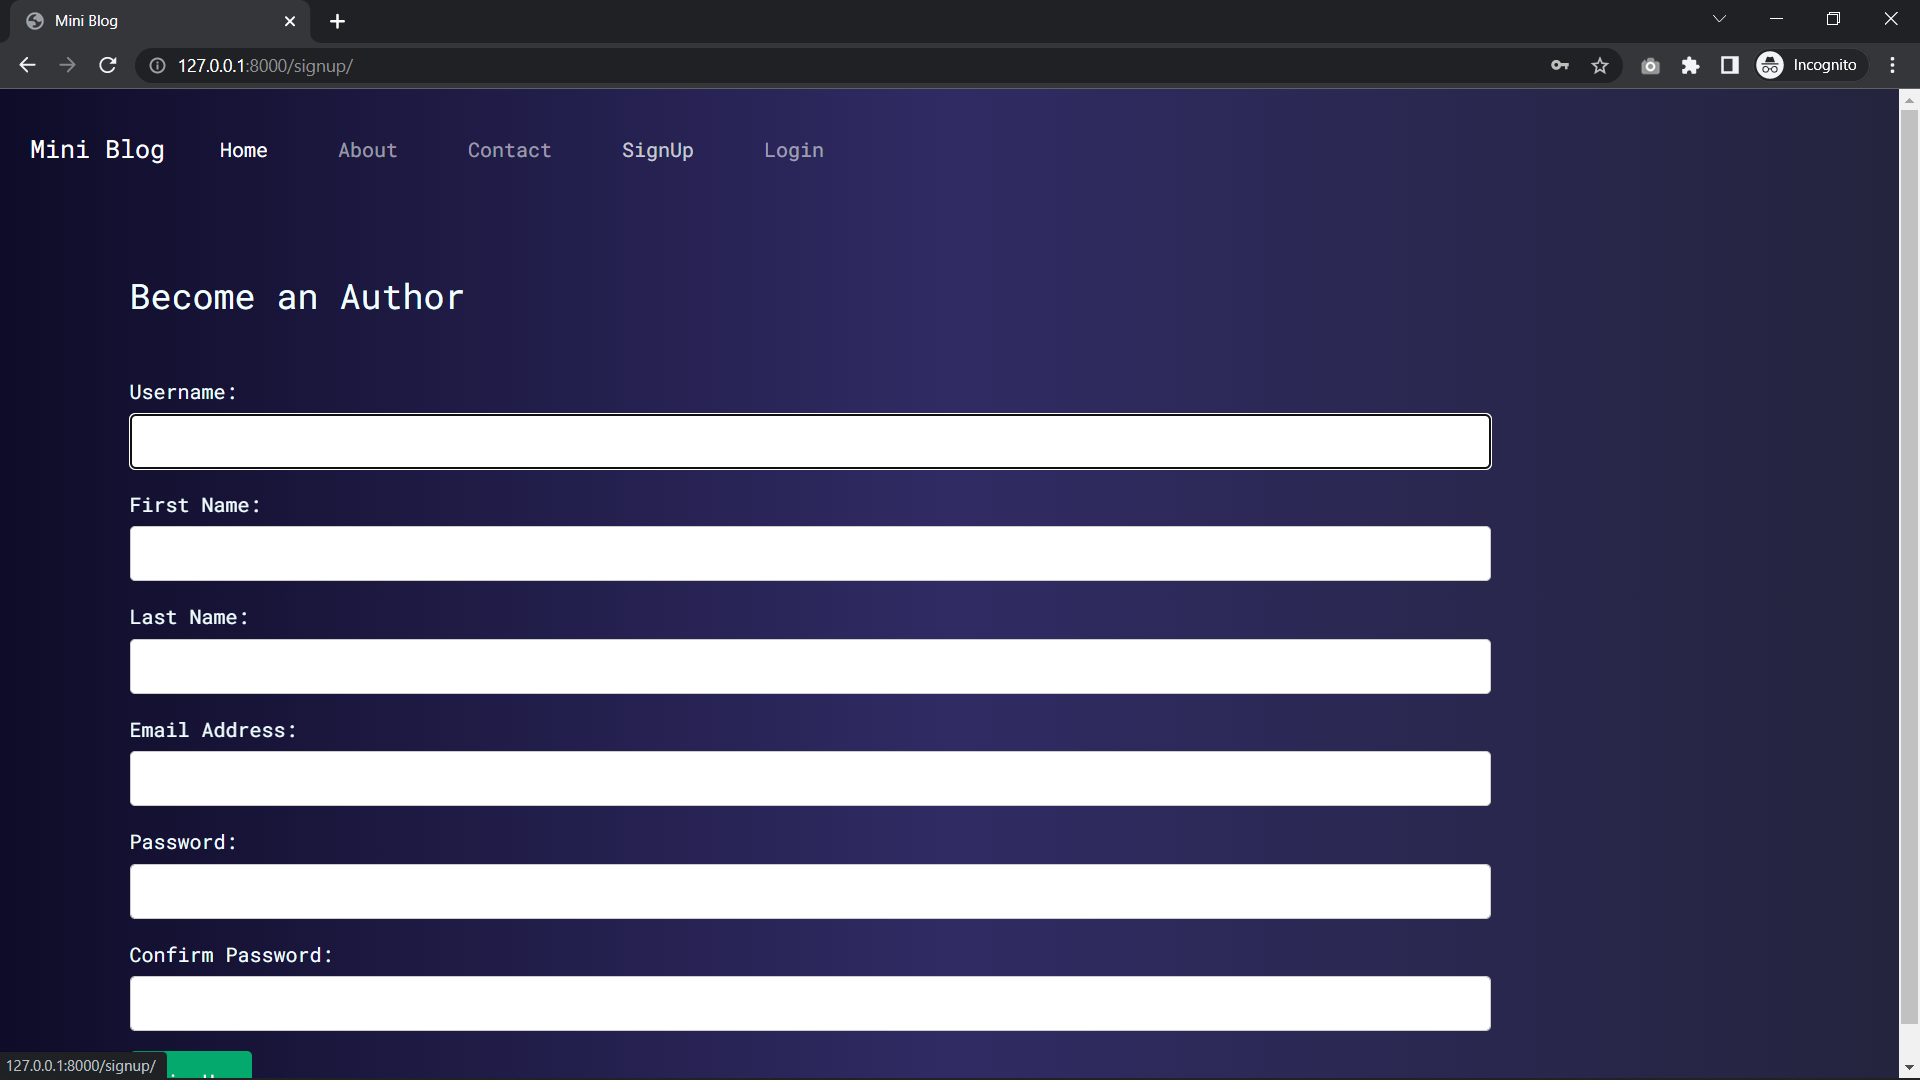 Mini Blog
127.0.0.1:8000/signup/
Incognito
Mini Blog Home About Contact SignUp Login
Become an Author
Username:
First Name:
Last Name:
Email Address:
Password:
Confirm Password:
127.0.0.1:8000/signup/